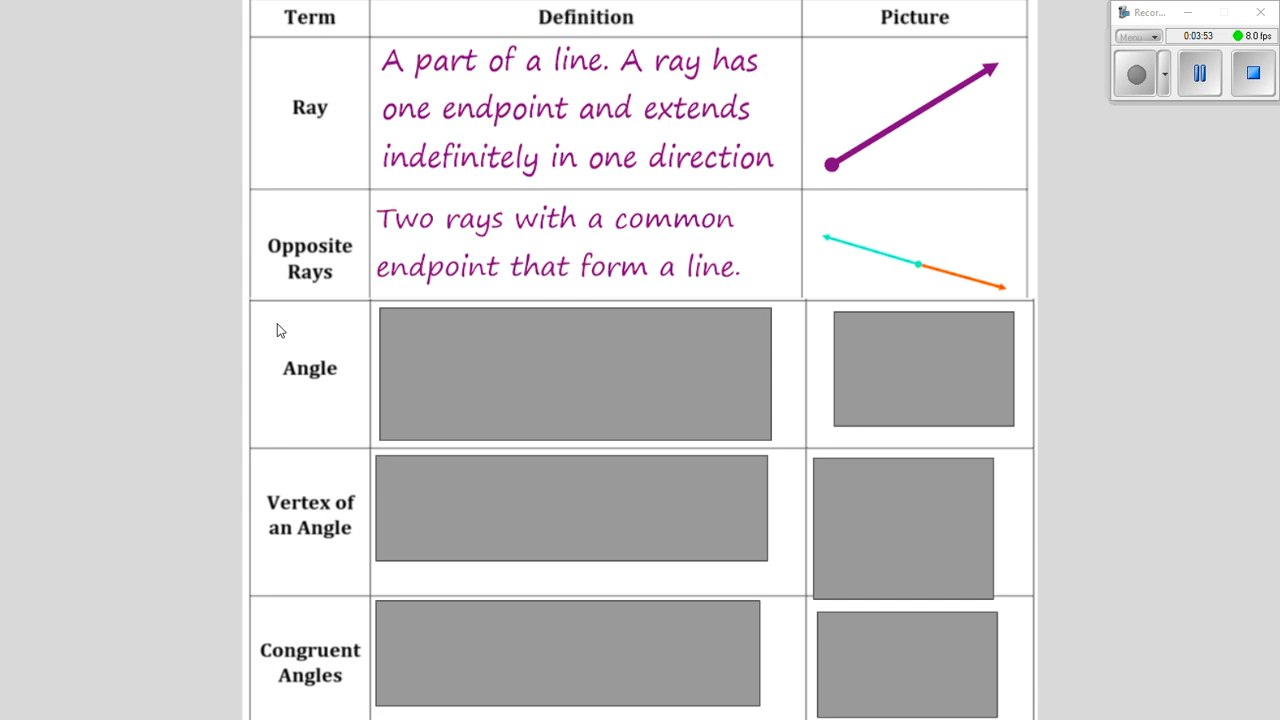 Term Definition Picture
Ray
A part of a line. A ray has
one endpoint and extends
indefinitely in one direction
Opposite
Rays
Two rays with a common
endpoint that form a line.
Angle
Vertex of
an Angle
Congruent
Angles
Recor...
Menu 0:03:53 8.0 fps